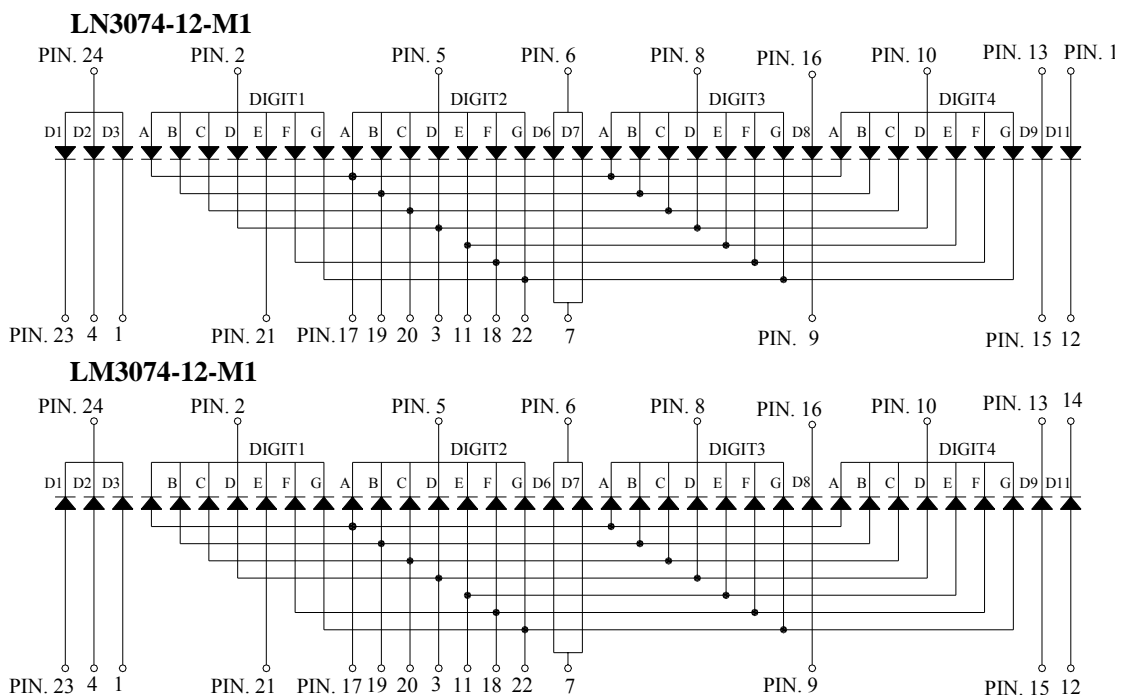 LN3074-12-M1
PIN. 24 PIN. 2 PIN. 5 PIN. 6 PIN. 8 PIN. 16 PIN. 10 PIN. 13 PIN. 1
DIGIT1 DIGIT2 DIGIT3 DIGIT4
D1 D2 D3 A B C D E F G A B C D E F G D6 D7 A B C D E F G D8 A B C D E F G D9 D11
PIN. 23 4 1 PIN. 21 PIN. 17 19 20 3 11 18 22 7 PIN. 9 PIN. 15 12
LM3074-12-M1
PIN. 24 PIN. 2 PIN. 5 PIN. 6 PIN. 8 PIN. 16 PIN. 10 PIN. 13 14
DIGIT1 DIGIT2 DIGIT3 DIGIT4
D1 D2 D3 A B C D E F G A B C D E F G D6 D7 A B C D E F G D8 A B C D E F G D9 D11
PIN. 23 4 1 PIN. 21 PIN. 17 19 20 3 11 18 22 7 PIN. 9 PIN. 15 12